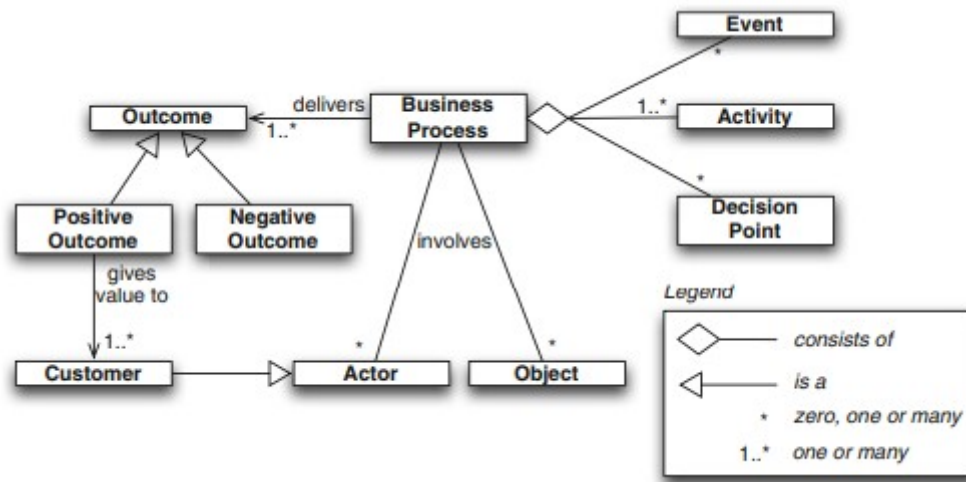 Event
*
delivers
Business
Process
1..*
Activity
Outcome
1..*
*
Positive
Outcome
Negative
Outcome
Decision
Point
involves
gives
value to
Legend
1..*
*
*
consists of
Customer
Actor
Object
is a
* zero, one or many
1..* one or many